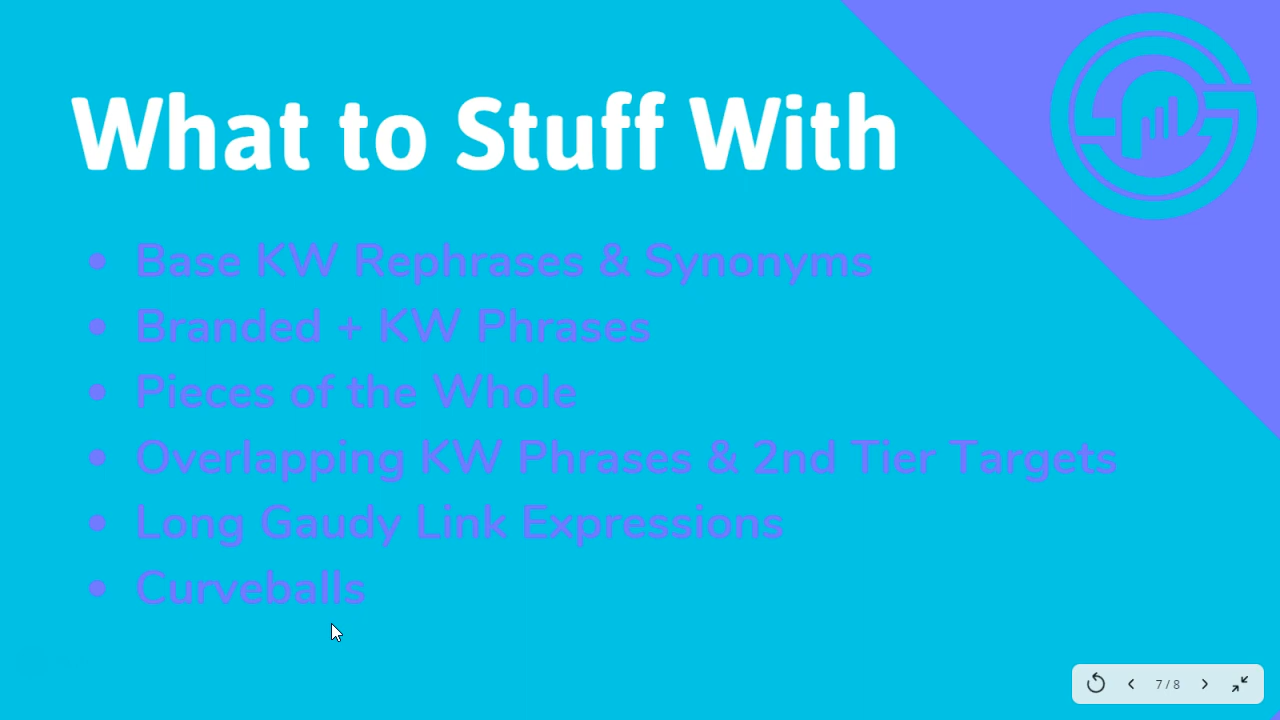 What to Stuff With
• Base KW Rephrases & Synonyms
• Branded + KW Phrases
• Pieces of the Whole
• Overlapping KW Phrases & 2nd Tier Targets
• Long Gaudy Link Expressions
• Curveballs
7 / 8